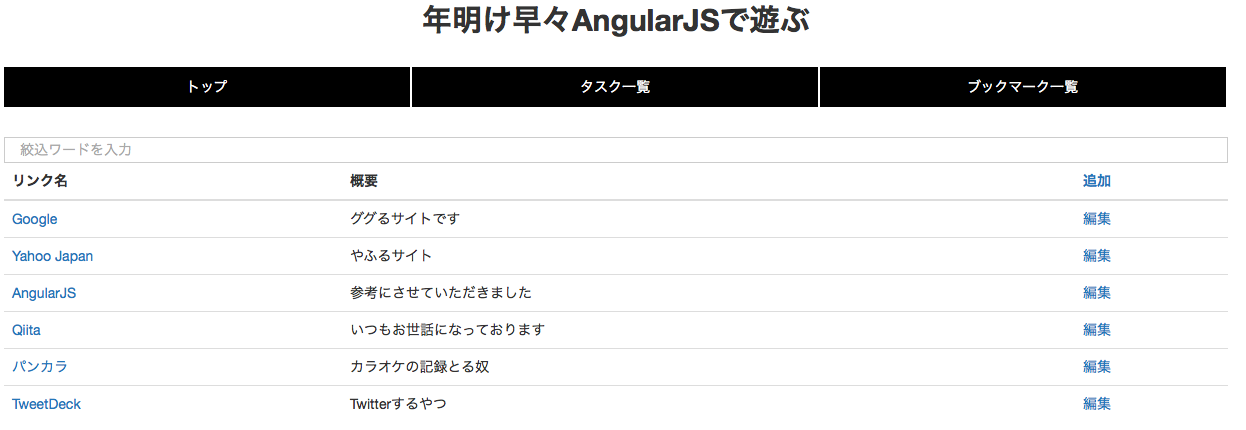 年明け早々AngularJSで遊ぶ
トップ タスク一覧 ブックマーク一覧
絞込ワードを入力
リンク名 概要 追加
Google ググるサイトです 編集
Yahoo Japan やふるサイト 編集
AngularJS 参考にさせていただきました 編集
Qiita いつもお世話になっております 編集
パンカラ カラオケの記録とる奴 編集
TweetDeck Twitterするやつ 編集